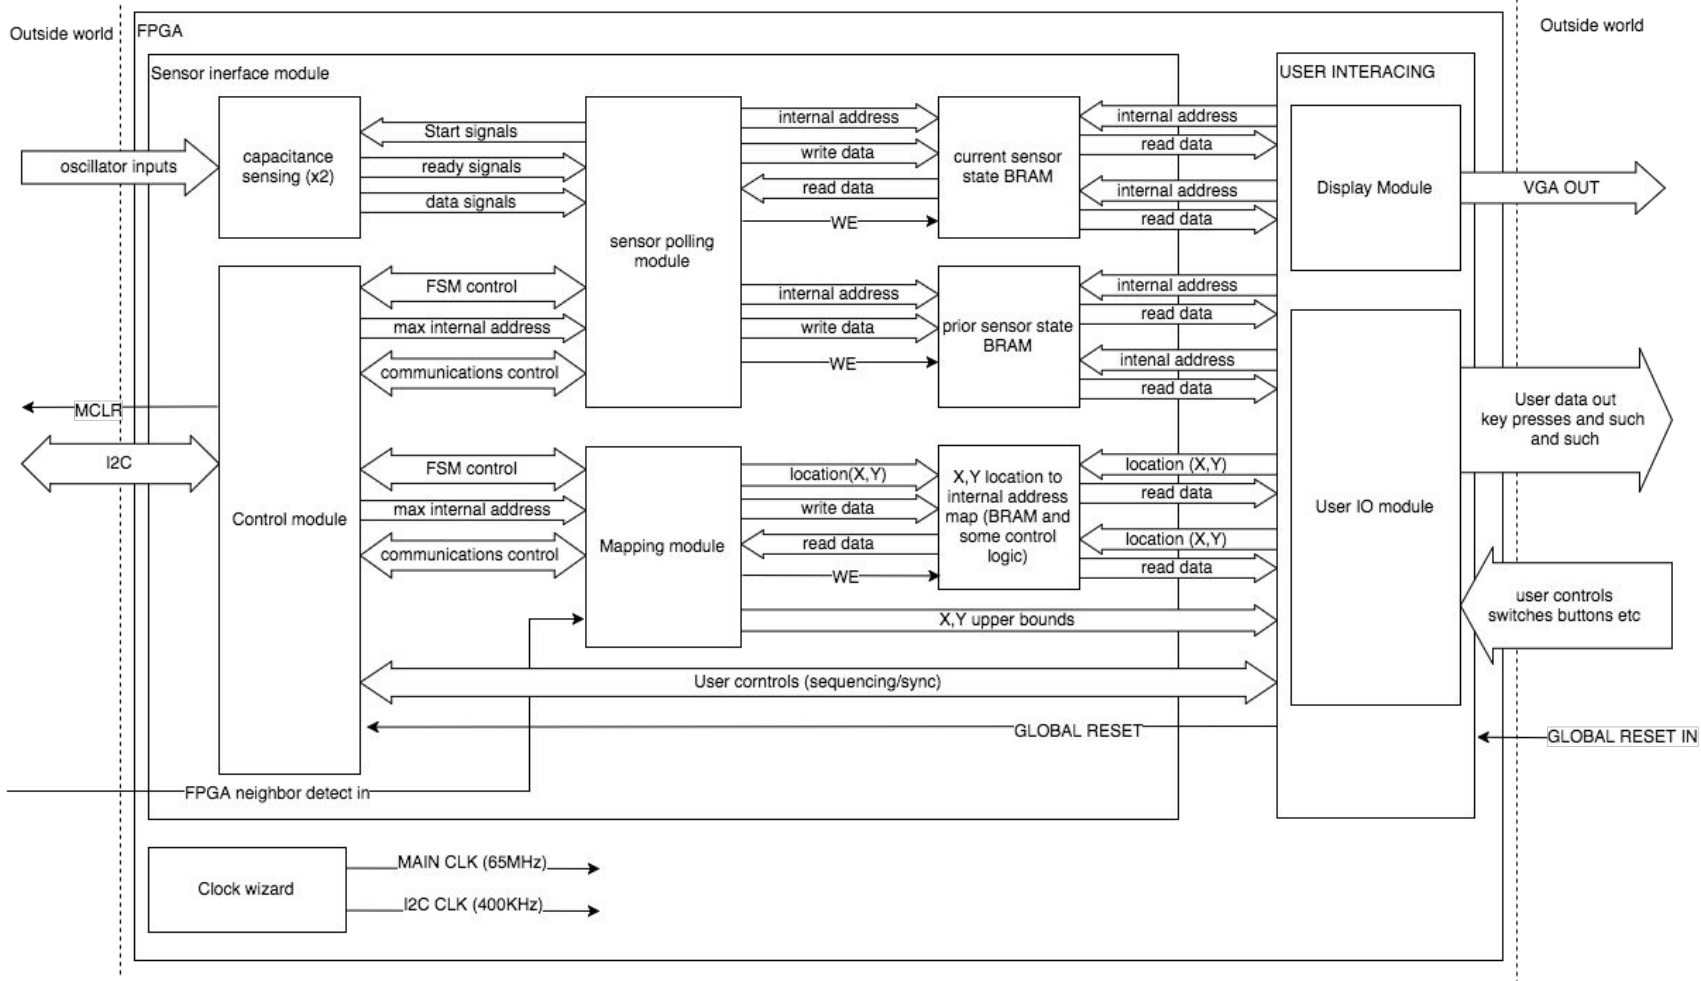 Outside world
FPGA
Outside world
Sensor inerface module
USER INTERACING
capacitance
sensing (x2)
oscillator inputs
Start signals
ready signals
data signals
sensor polling
module
internal address
write data
read data
WE
current sensor
state BRAM
internal address
read data
internal address
read data
Display Module
VGA OUT
FSM control
max internal address
communications control
internal address
write data
WE
prior sensor state
BRAM
internal address
read data
intenal address
read data
MCLR
I2C
Control module
FSM control
max internal address
communications control
Mapping module
location(X,Y)
write data
read data
WE
X,Y location to
internal address
map (BRAM and
some control
logic)
location (X,Y)
read data
location (X,Y)
read data
User IO module
User data out
key presses and such
and such
user controls
switches buttons etc
X,Y upper bounds
User corntrols (sequencing/sync)
GLOBAL RESET
GLOBAL RESET IN
FPGA neighbor detect in
Clock wizard
MAIN CLK (65MHz)
I2C CLK (400KHz)